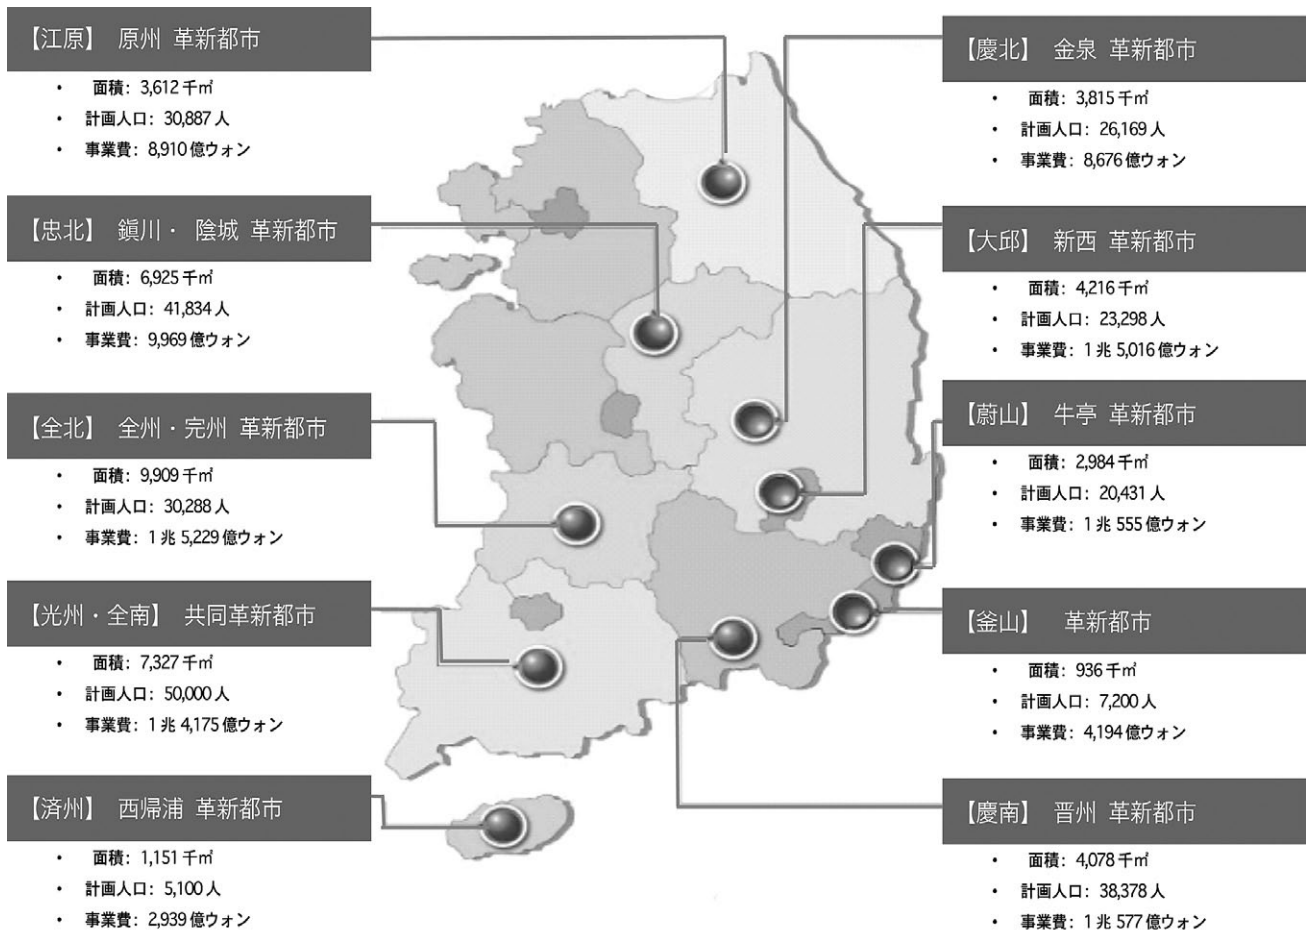 【江原】 原州 革新都市
• 面積: 3,612 千㎡
• 計画人口: 30,887 人
• 事業費: 8,910 億ウォン
【忠北】 鎭川・ 陰城 革新都市
• 面積: 6,925 千㎡
• 計画人口: 41,834 人
• 事業費: 9,969 億ウォン
【全北】 全州・完州 革新都市
• 面積: 9,909 千㎡
• 計画人口: 30,288 人
• 事業費: 1 兆 5,229 億ウォン
【光州・全南】 共同革新都市
• 面積: 7,327 千㎡
• 計画人口: 50,000 人
• 事業費: 1 兆 4,175 億ウォン
【済州】 西帰浦 革新都市
• 面積: 1,151 千㎡
• 計画人口: 5,100 人
• 事業費: 2,939 億ウォン
【慶北】 金泉 革新都市
• 面積: 3,815 千㎡
• 計画人口: 26,169 人
• 事業費: 8,676 億ウォン
【大邱】 新西 革新都市
• 面積: 4,216 千㎡
• 計画人口: 23,298 人
• 事業費: 1 兆 5,016 億ウォン
【蔚山】 牛亭 革新都市
• 面積: 2,984 千㎡
• 計画人口: 20,431 人
• 事業費: 1 兆 555 億ウォン
【釜山】 革新都市
• 面積: 936 千㎡
• 計画人口: 7,200 人
• 事業費: 4,194 億ウォン
【慶南】 晋州 革新都市
• 面積: 4,078 千㎡
• 計画人口: 38,378 人
• 事業費: 1 兆 577 億ウォン